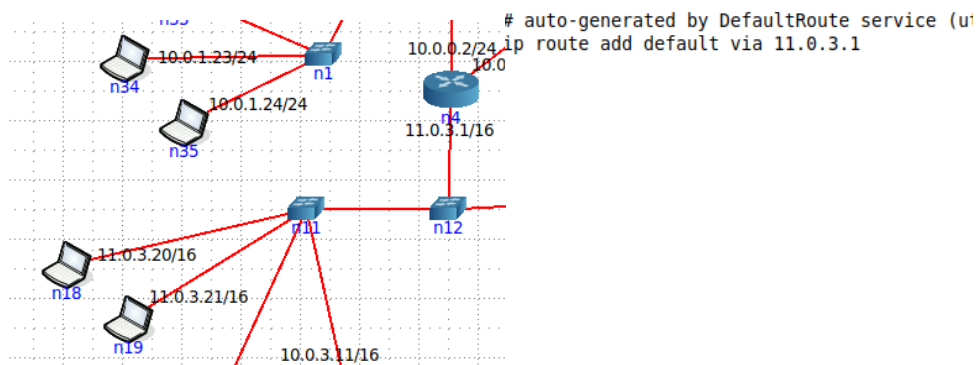 # auto-generated by DefaultRoute service (ut
ip route add default via 11.0.3.1
10.0.1.23/24
n1
n34
10.0.0.2/24
10.0
10.0.1.24/24
n4
n35
11.0.3.1/16
n11
n12
11.0.3.20/16
n18
11.0.3.21/16
n19
10.0.3.11/16